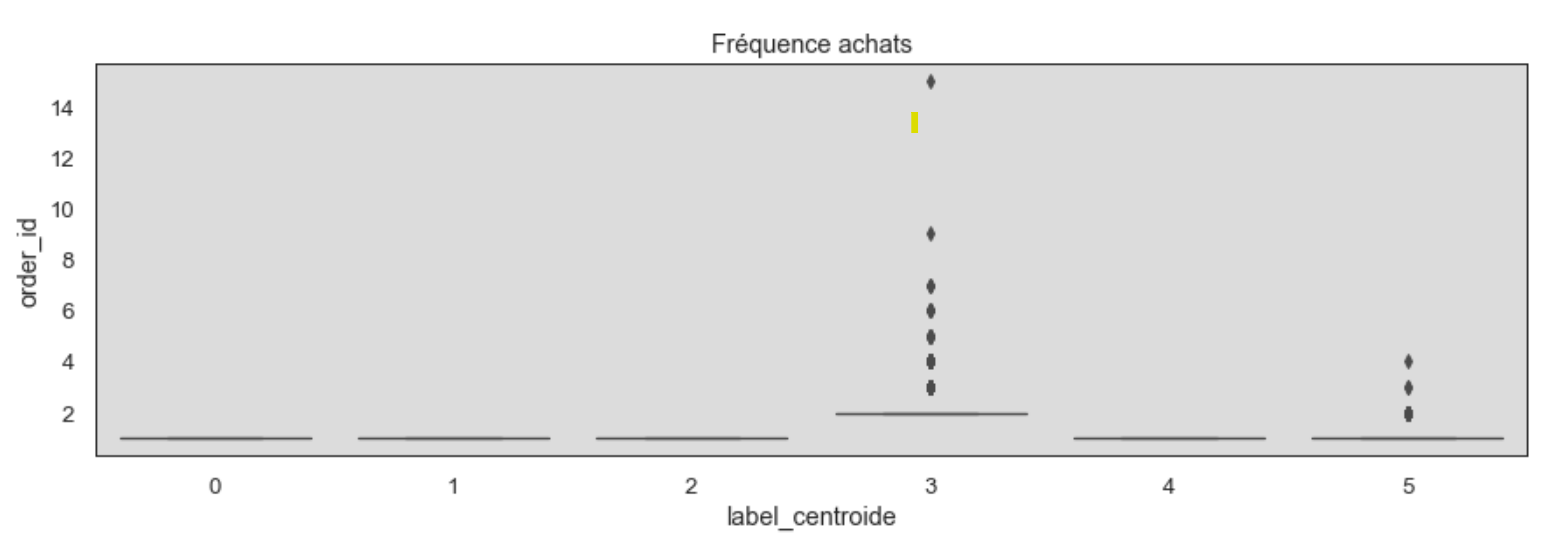 Fréquence achats
14
12
10
8
6
4
2
order_id
0 1 2 3 4 5
label_centroide